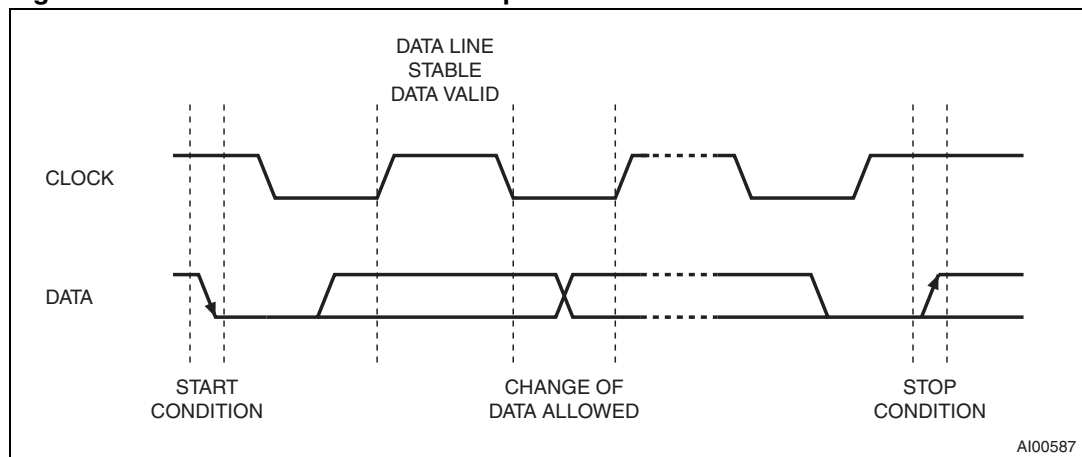 DATA LINE
STABLE
DATA VALID
CLOCK
DATA
START
CONDITION
CHANGE OF
DATA ALLOWED
STOP
CONDITION
AI00587